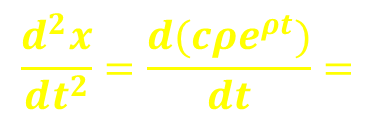 d²x/dt² = d(cρe^{ρt})/dt =